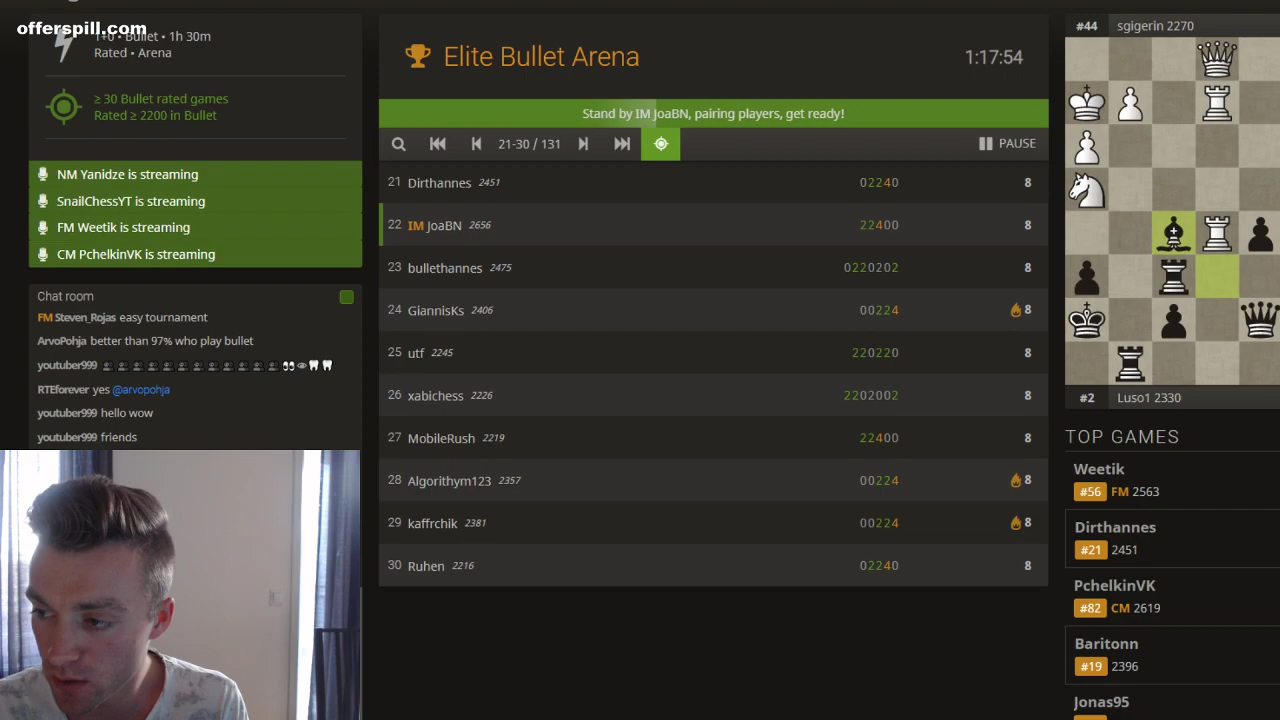 offerspill.com
1+0 • Bullet • 1h 30m
Rated • Arena
≥ 30 Bullet rated games
Rated ≥ 2200 in Bullet
NM Yanidze is streaming
SnailChessYT is streaming
FM Weetik is streaming
CM PchelkinVK is streaming
Chat room
FM Steven_Rojas easy tournament
ArvoPohja better than 97% who play bullet
youtuber999
RTEforever yes @arvopohja
youtuber999 hello wow
youtuber999 friends
Elite Bullet Arena
1:17:54
Stand by IM JoaBN, pairing players, get ready!
21-30 / 131
PAUSE
21 Dirthannes 2451 02240 8
22 IM JoaBN 2656 22400 8
23 bullethannes 2475 0220202 8
24 GiannisKs 2406 00224 8
25 utf 2245 220220 8
26 xabichess 2226 2202002 8
27 MobileRush 2219 22400 8
28 Algorithym123 2357 00224 8
29 kaffrchik 2381 00224 8
30 Ruhen 2216 02240 8
#44 sgigerin 2270
#2 Luso1 2330
TOP GAMES
Weetik
#56 FM 2563
Dirthannes
#21 2451
PchelkinVK
#82 CM 2619
Baritonn
#19 2396
Jonas95